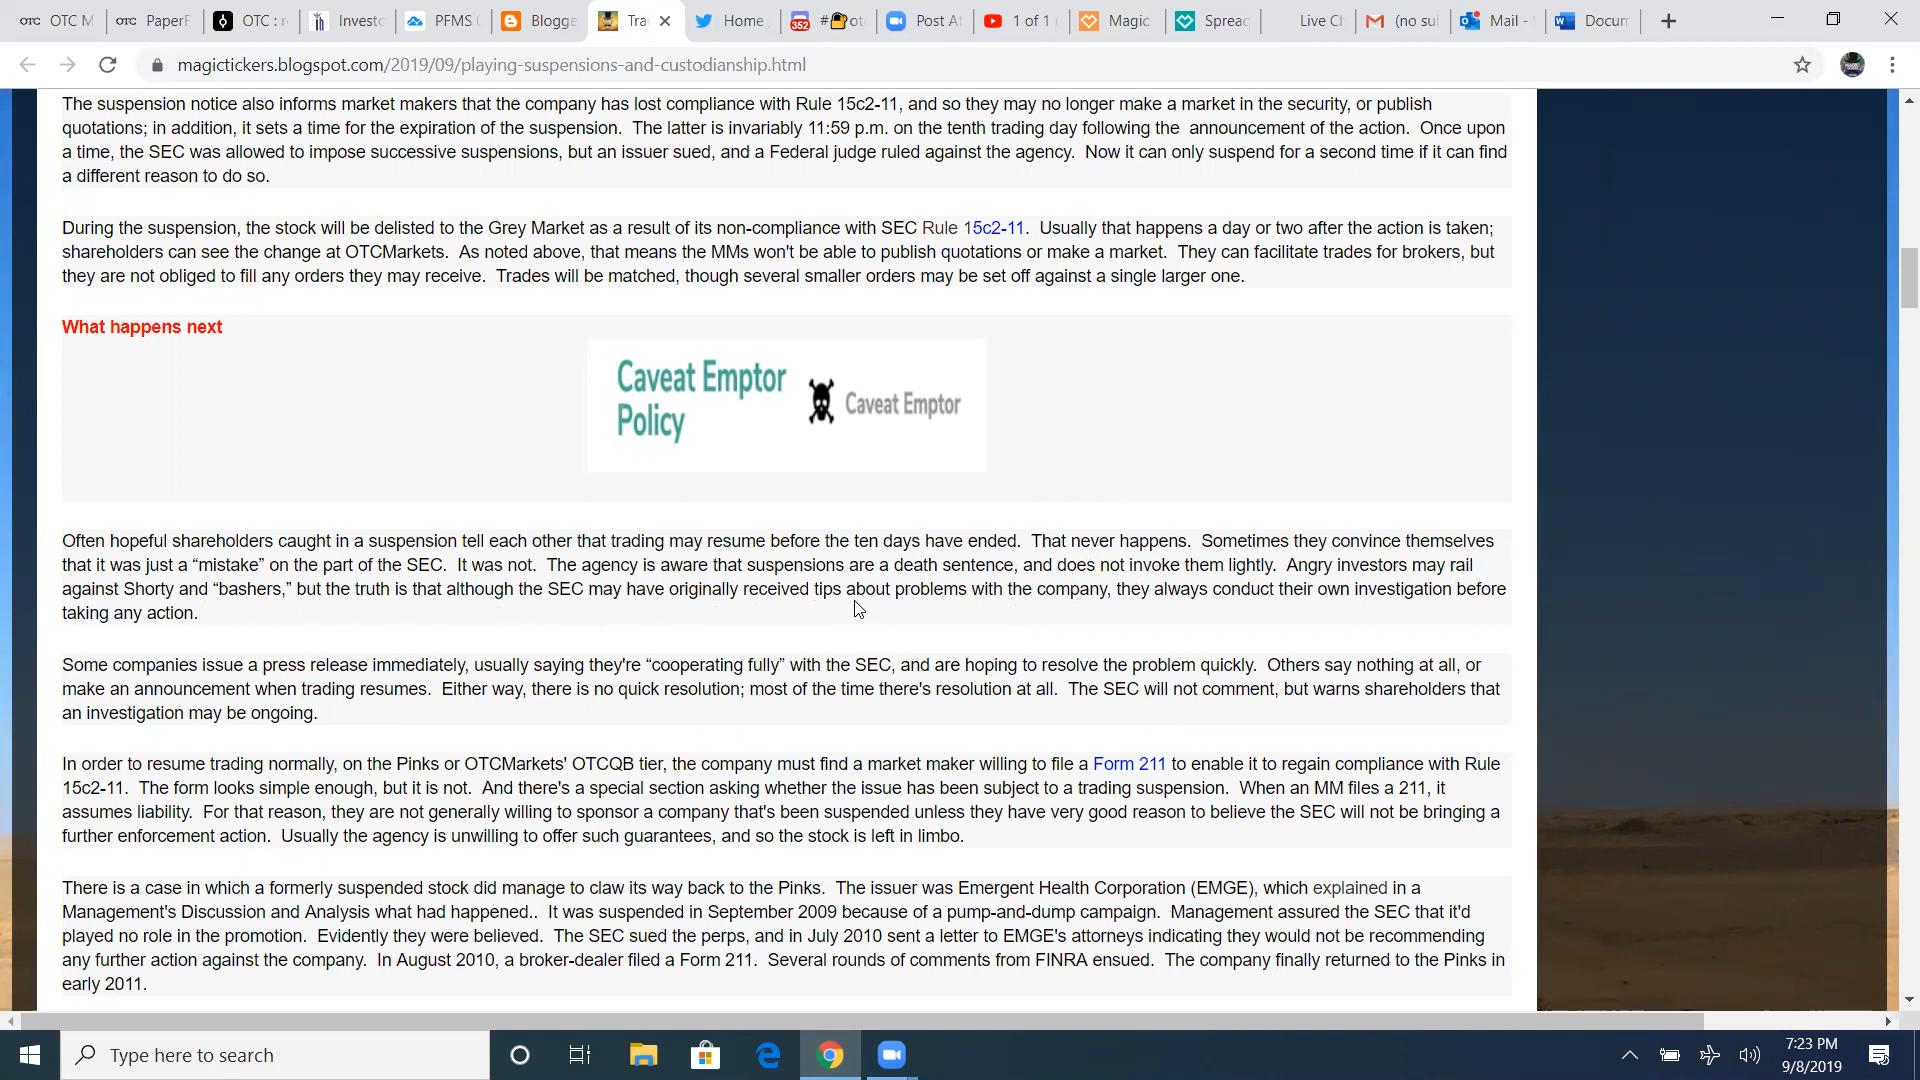 OTC M
PaperF
OTC : r
Invest
PFMS
Blogge
Tra
Home
352
# ot
Post A
1 of 1
Magic
Spread
Live Ch
(no su
Mail -
Docum
magictickers.blogspot.com/2019/09/playing-suspensions-and-custodianship.html
The suspension notice also informs market makers that the company has lost compliance with Rule 15c2-11, and so they may no longer make a market in the security, or publish
quotations; in addition, it sets a time for the expiration of the suspension.  The latter is invariably 11:59 p.m. on the tenth trading day following the  announcement of the action.  Once upon
a time, the SEC was allowed to impose successive suspensions, but an issuer sued, and a Federal judge ruled against the agency.  Now it can only suspend for a second time if it can find
a different reason to do so.
During the suspension, the stock will be delisted to the Grey Market as a result of its non-compliance with SEC Rule 15c2-11.  Usually that happens a day or two after the action is taken;
shareholders can see the change at OTCMarkets.  As noted above, that means the MMs won't be able to publish quotations or make a market.  They can facilitate trades for brokers, but
they are not obliged to fill any orders they may receive.  Trades will be matched, though several smaller orders may be set off against a single larger one.
What happens next
Caveat Emptor
Policy
Caveat Emptor
Often hopeful shareholders caught in a suspension tell each other that trading may resume before the ten days have ended.  That never happens.  Sometimes they convince themselves
that it was just a “mistake” on the part of the SEC.  It was not.  The agency is aware that suspensions are a death sentence, and does not invoke them lightly.  Angry investors may rail
against Shorty and “bashers,” but the truth is that although the SEC may have originally received tips about problems with the company, they always conduct their own investigation before
taking any action.
Some companies issue a press release immediately, usually saying they're “cooperating fully” with the SEC, and are hoping to resolve the problem quickly.  Others say nothing at all, or
make an announcement when trading resumes.  Either way, there is no quick resolution; most of the time there's resolution at all.  The SEC will not comment, but warns shareholders that
an investigation may be ongoing.
In order to resume trading normally, on the Pinks or OTCMarkets' OTCQB tier, the company must find a market maker willing to file a Form 211 to enable it to regain compliance with Rule
15c2-11.  The form looks simple enough, but it is not.  And there's a special section asking whether the issue has been subject to a trading suspension.  When an MM files a 211, it
assumes liability.  For that reason, they are not generally willing to sponsor a company that's been suspended unless they have very good reason to believe the SEC will not be bringing a
further enforcement action.  Usually the agency is unwilling to offer such guarantees, and so the stock is left in limbo.
There is a case in which a formerly suspended stock did manage to claw its way back to the Pinks.  The issuer was Emergent Health Corporation (EMGE), which explained in a
Management's Discussion and Analysis what had happened..  It was suspended in September 2009 because of a pump-and-dump campaign.  Management assured the SEC that it'd
played no role in the promotion.  Evidently they were believed.  The SEC sued the perps, and in July 2010 sent a letter to EMGE's attorneys indicating they would not be recommending
any further action against the company.  In August 2010, a broker-dealer filed a Form 211.  Several rounds of comments from FINRA ensued.  The company finally returned to the Pinks in
early 2011.
Type here to search
7:23 PM
9/8/2019